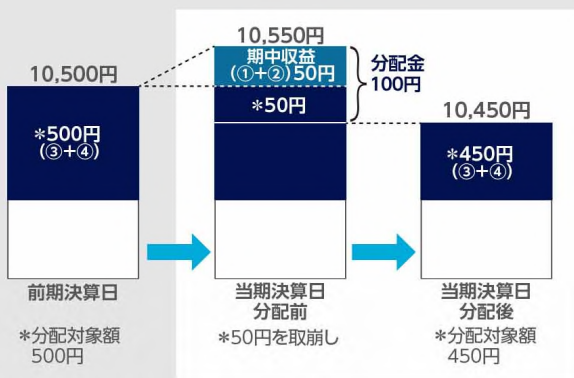 10,500円
*500円
(③+④)
前期決算日
*分配対象額
500円
10,550円
期中収益
(①+②)50円
*50円
分配金
100円
当期決算日
分配前
*50円を取崩し
10,450円
*450円
(③+④)
当期決算日
分配後
*分配対象額
450円